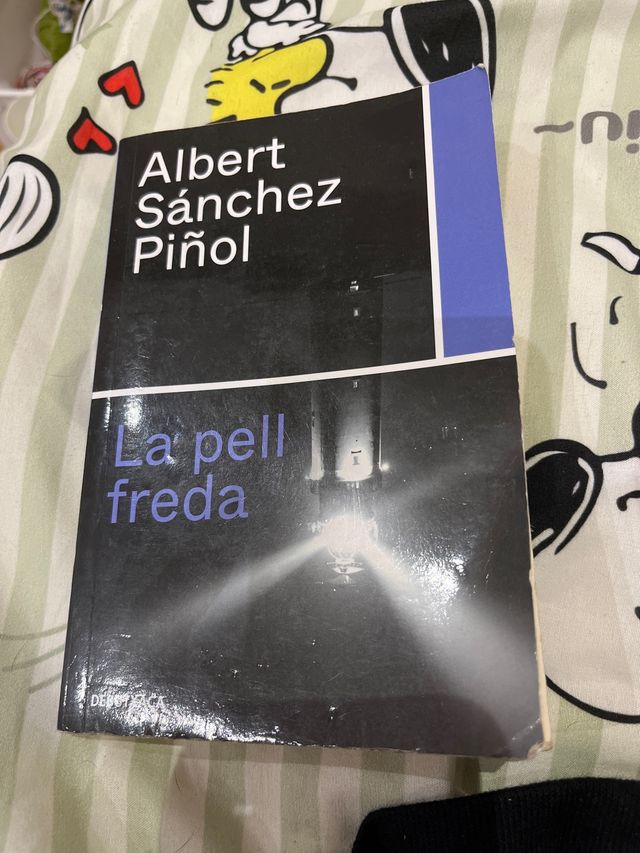 Albert
Sánchez
Piñol
La pell
freda